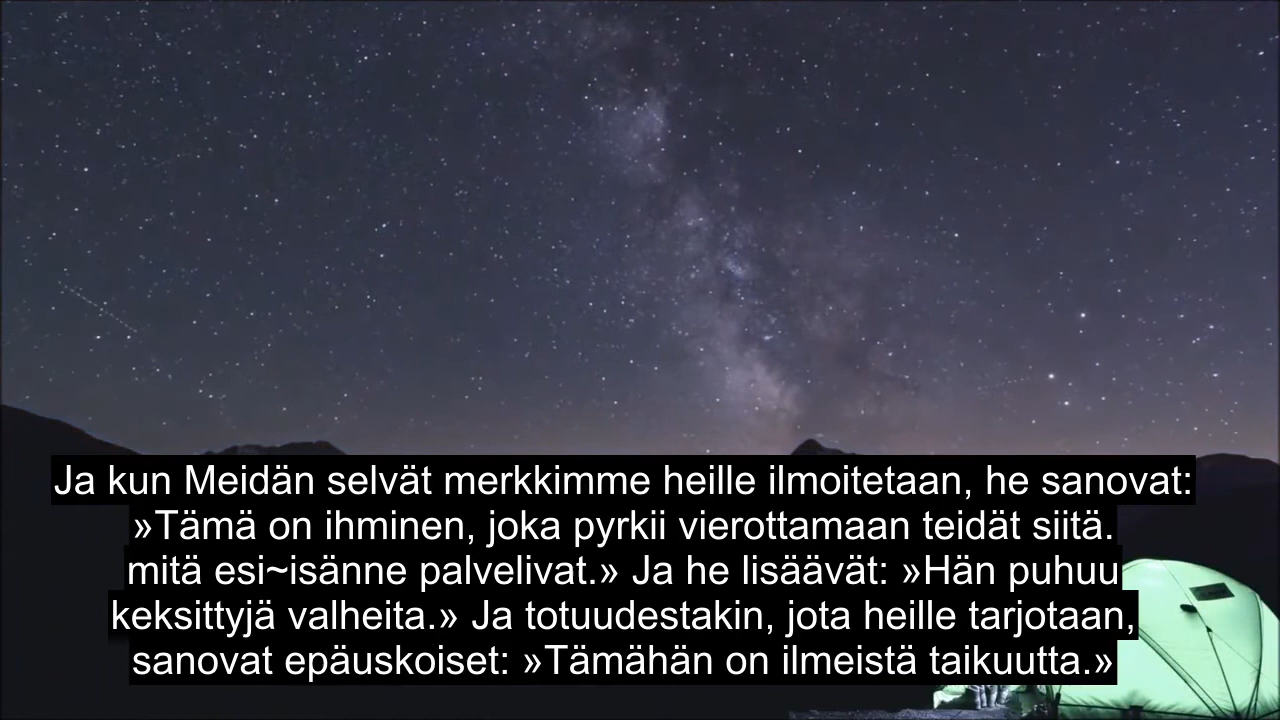 Ja kun Meidän selvät merkkimme heille ilmoitetaan, he sanovat:
»Tämä on ihminen, joka pyrkii vierottamaan teidät siitä.
mitä esi~isänne palvelivat.» Ja he lisäävät: »Hän puhuu
keksittyjä valheita.» Ja totuudestakin, jota heille tarjotaan,
sanovat epäuskoiset: »Tämähän on ilmeistä taikuutta.»